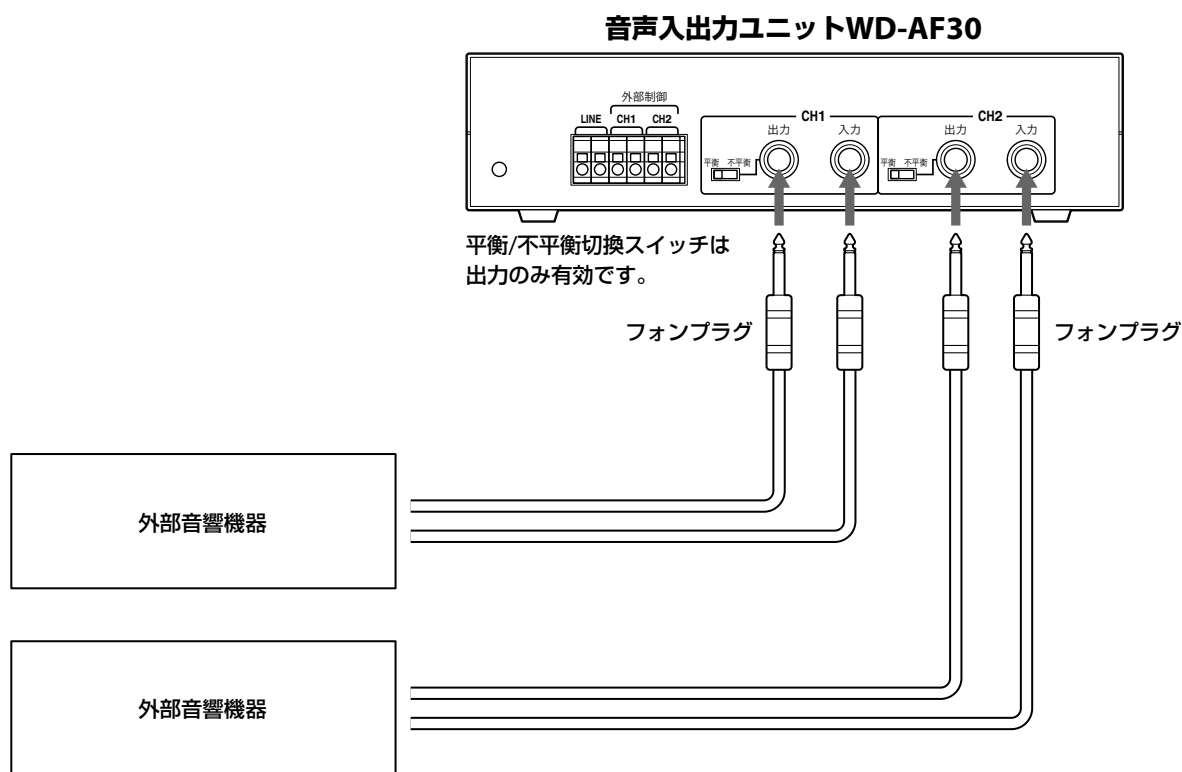 音声入出力ユニットWD-AF30
外部制御
LINE CH1 CH2
CH1
出力 入力
平衡 不平衡
CH2
出力 入力
平衡 不平衡
平衡/不平衡切換スイッチは
出力のみ有効です。
フォンプラグ
フォンプラグ
外部音響機器
外部音響機器